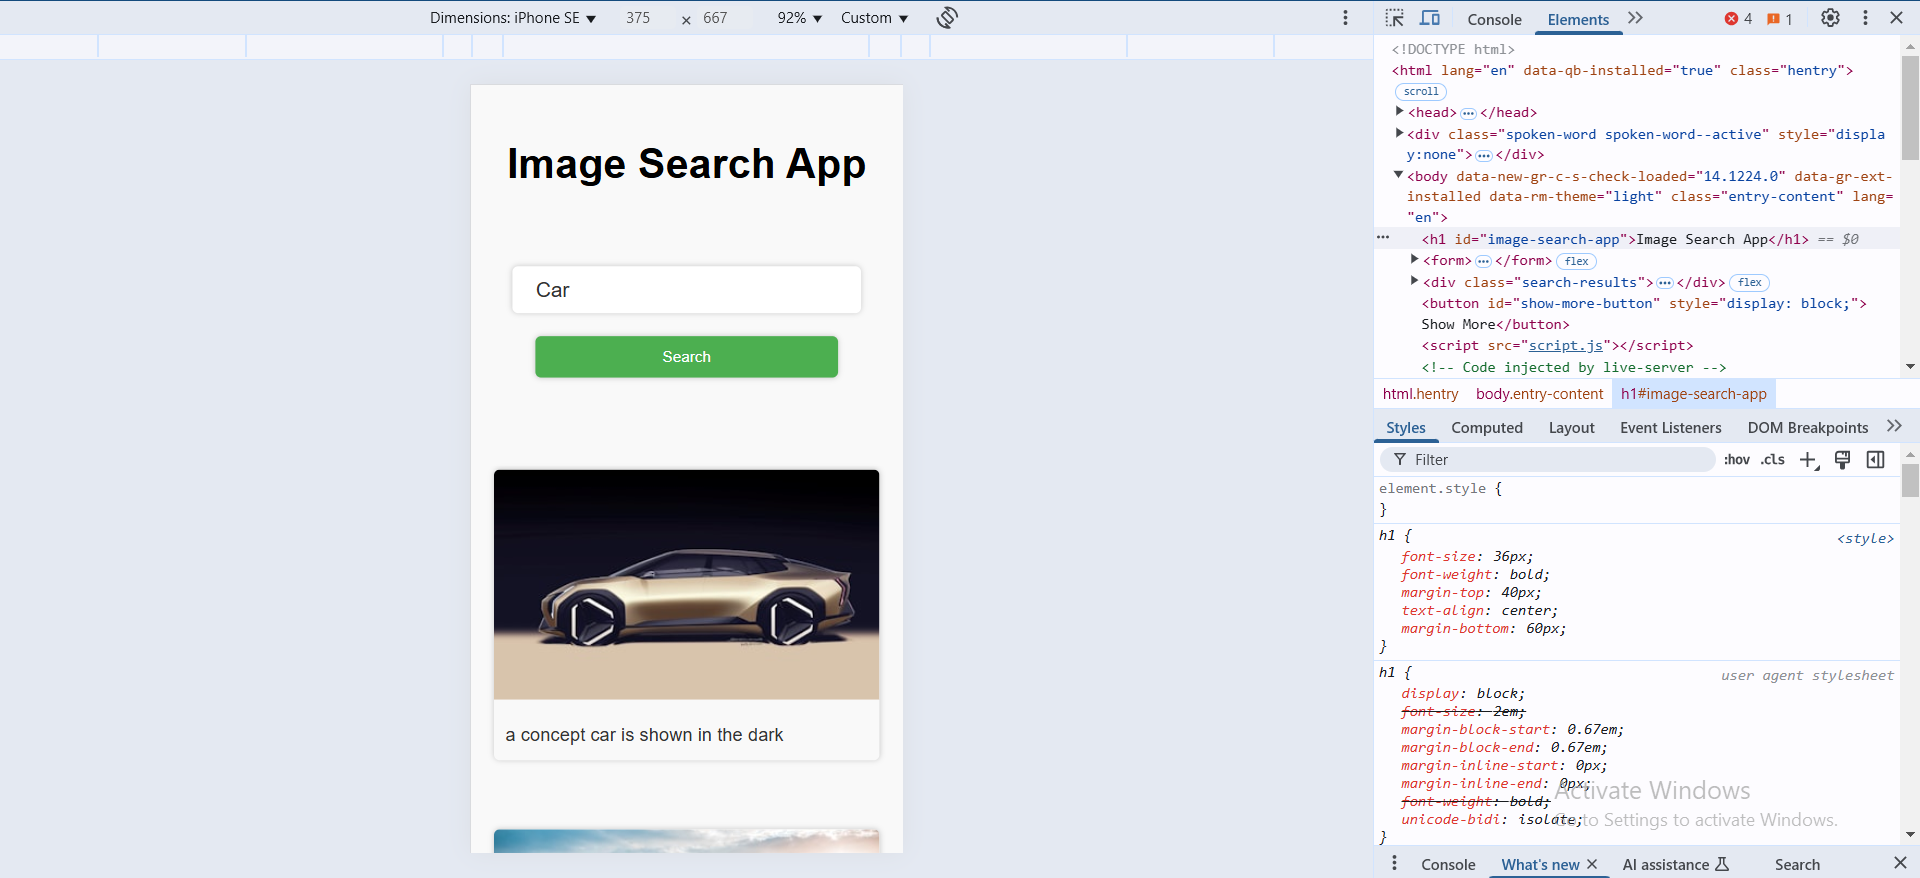 Dimensions: iPhone SE ▼ 375 × 667 92% ▼ Custom ▼
Image Search App
Car
Search
a concept car is shown in the dark
Console Elements 4 1
<!DOCTYPE html>
<html lang="en" data-qb-installed="true" class="hentry">
scroll
▶<head>…</head>
▶<div class="spoken-word spoken-word--active" style="displa
y:none">…</div>
▼<body data-new-gr-c-s-check-loaded="14.1224.0" data-gr-ext-
installed data-rm-theme="light" class="entry-content" lang=
"en">
… <h1 id="image-search-app">Image Search App</h1> == $0
▶<form>…</form> flex
▶<div class="search-results">…</div> flex
<button id="show-more-button" style="display: block;">
Show More</button>
<script src="script.js"></script>
<!-- Code injected by live-server -->
html.hentry body.entry-content h1#image-search-app
Styles Computed Layout Event Listeners DOM Breakpoints
Filter :hov .cls
element.style {
}
h1 { <style>
font-size: 36px;
font-weight: bold;
margin-top: 40px;
text-align: center;
margin-bottom: 60px;
}
h1 { user agent stylesheet
display: block;
font-size: 2em;
margin-block-start: 0.67em;
margin-block-end: 0.67em;
margin-inline-start: 0px;
margin-inline-end: 0px;
font-weight: bold;
unicode-bidi: isolate;
}
Activate Windows
Go to Settings to activate Windows.
Console What's new AI assistance Search